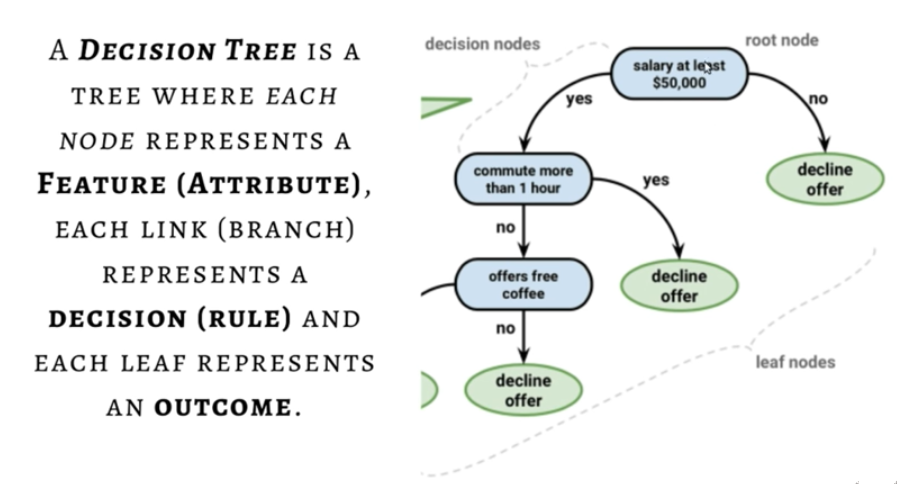 A DECISION TREE IS A
TREE WHERE EACH
NODE REPRESENTS A
FEATURE (ATTRIBUTE),
EACH LINK (BRANCH)
REPRESENTS A
DECISION (RULE) AND
EACH LEAF REPRESENTS
AN OUTCOME.
decision nodes
root node
salary at least
$50,000
yes
no
commute more
than 1 hour
yes
decline
offer
no
offers free
coffee
decline
offer
no
leaf nodes
decline
offer